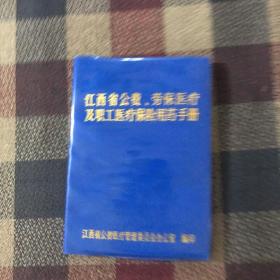 江西省公费、劳保医疗
及职工医疗保险用药手册
江西省公费医疗管理委员会办公室 编印